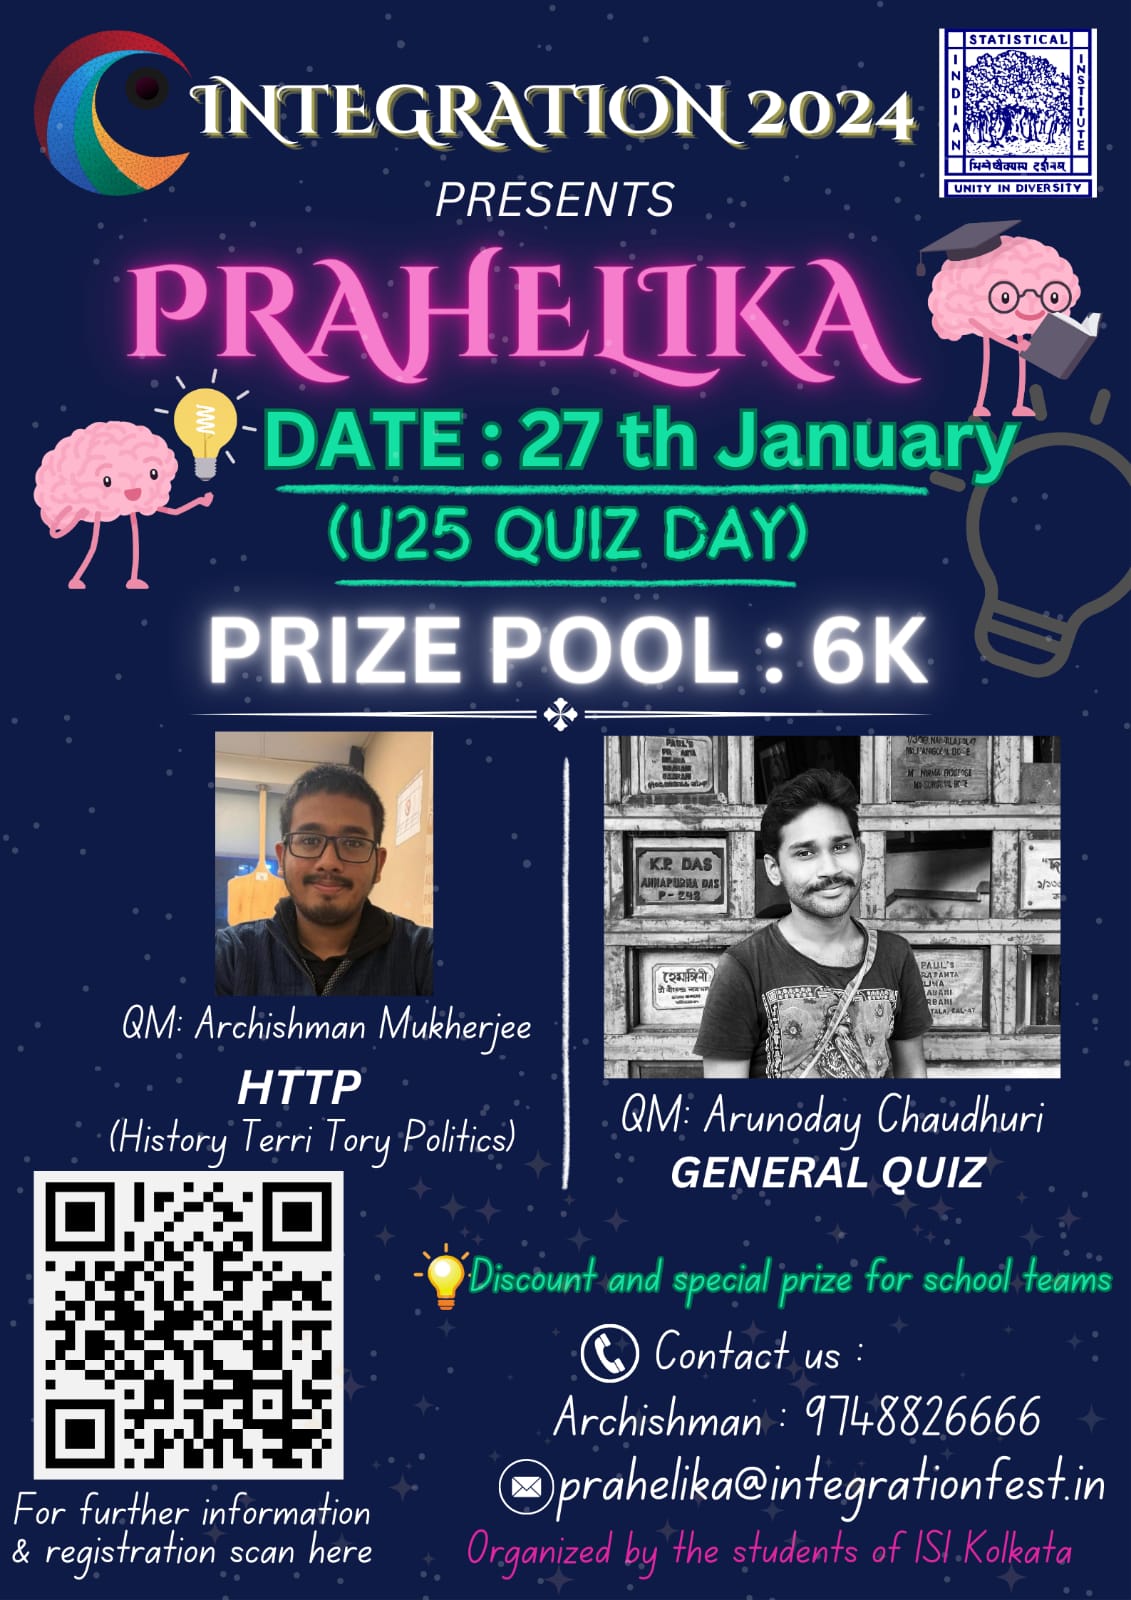 INTEGRATION 2024
STATISTICAL
INDIAN
INSTITUTE
भिन्नेष्वैक्यस्य दर्शनम्
UNITY IN DIVERSITY
PRESENTS
PRAHELIKA
DATE : 27 th January
(U25 QUIZ DAY)
PRIZE POOL : 6K
PAUL'S
K.P. DAS
ANNAPURNA DAS
P - 243
হেমাঙ্গিনী
PAUL'S
QM: Archishman Mukherjee
HTTP
(History Terri Tory Politics)
QM: Arunoday Chaudhuri
GENERAL QUIZ
Discount and special prize for school teams
Contact us :
Archishman : 9748826666
prahelika@integrationfest.in
For further information
& registration scan here
Organized by the students of ISI Kolkata